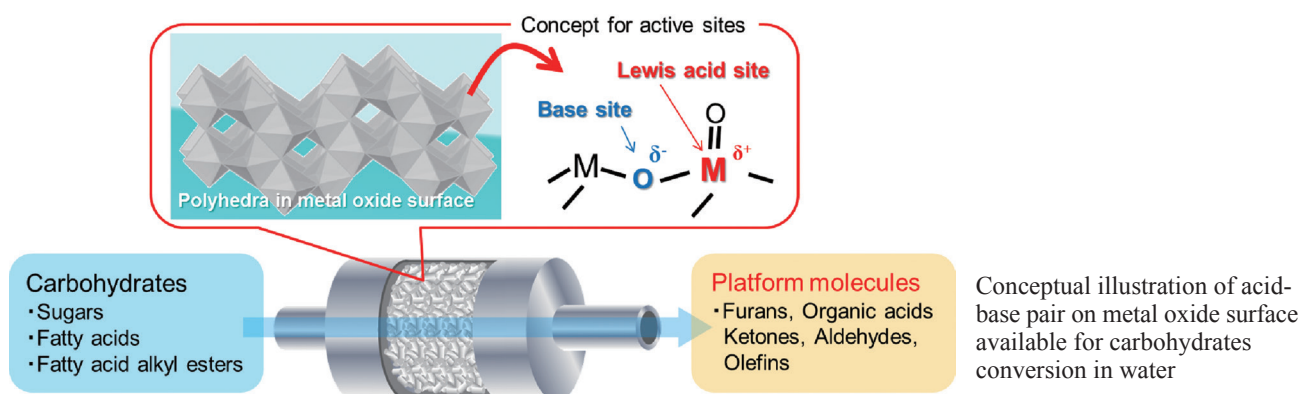 Concept for active sites
Polyhedra in metal oxide surface
Lewis acid site
Base site
O
δ-
δ+
M
O
M
Carbohydrates
・Sugars
・Fatty acids
・Fatty acid alkyl esters
Platform molecules
・Furans, Organic acids
Ketones, Aldehydes,
Olefins
Conceptual illustration of acid-
base pair on metal oxide surface
available for carbohydrates
conversion in water